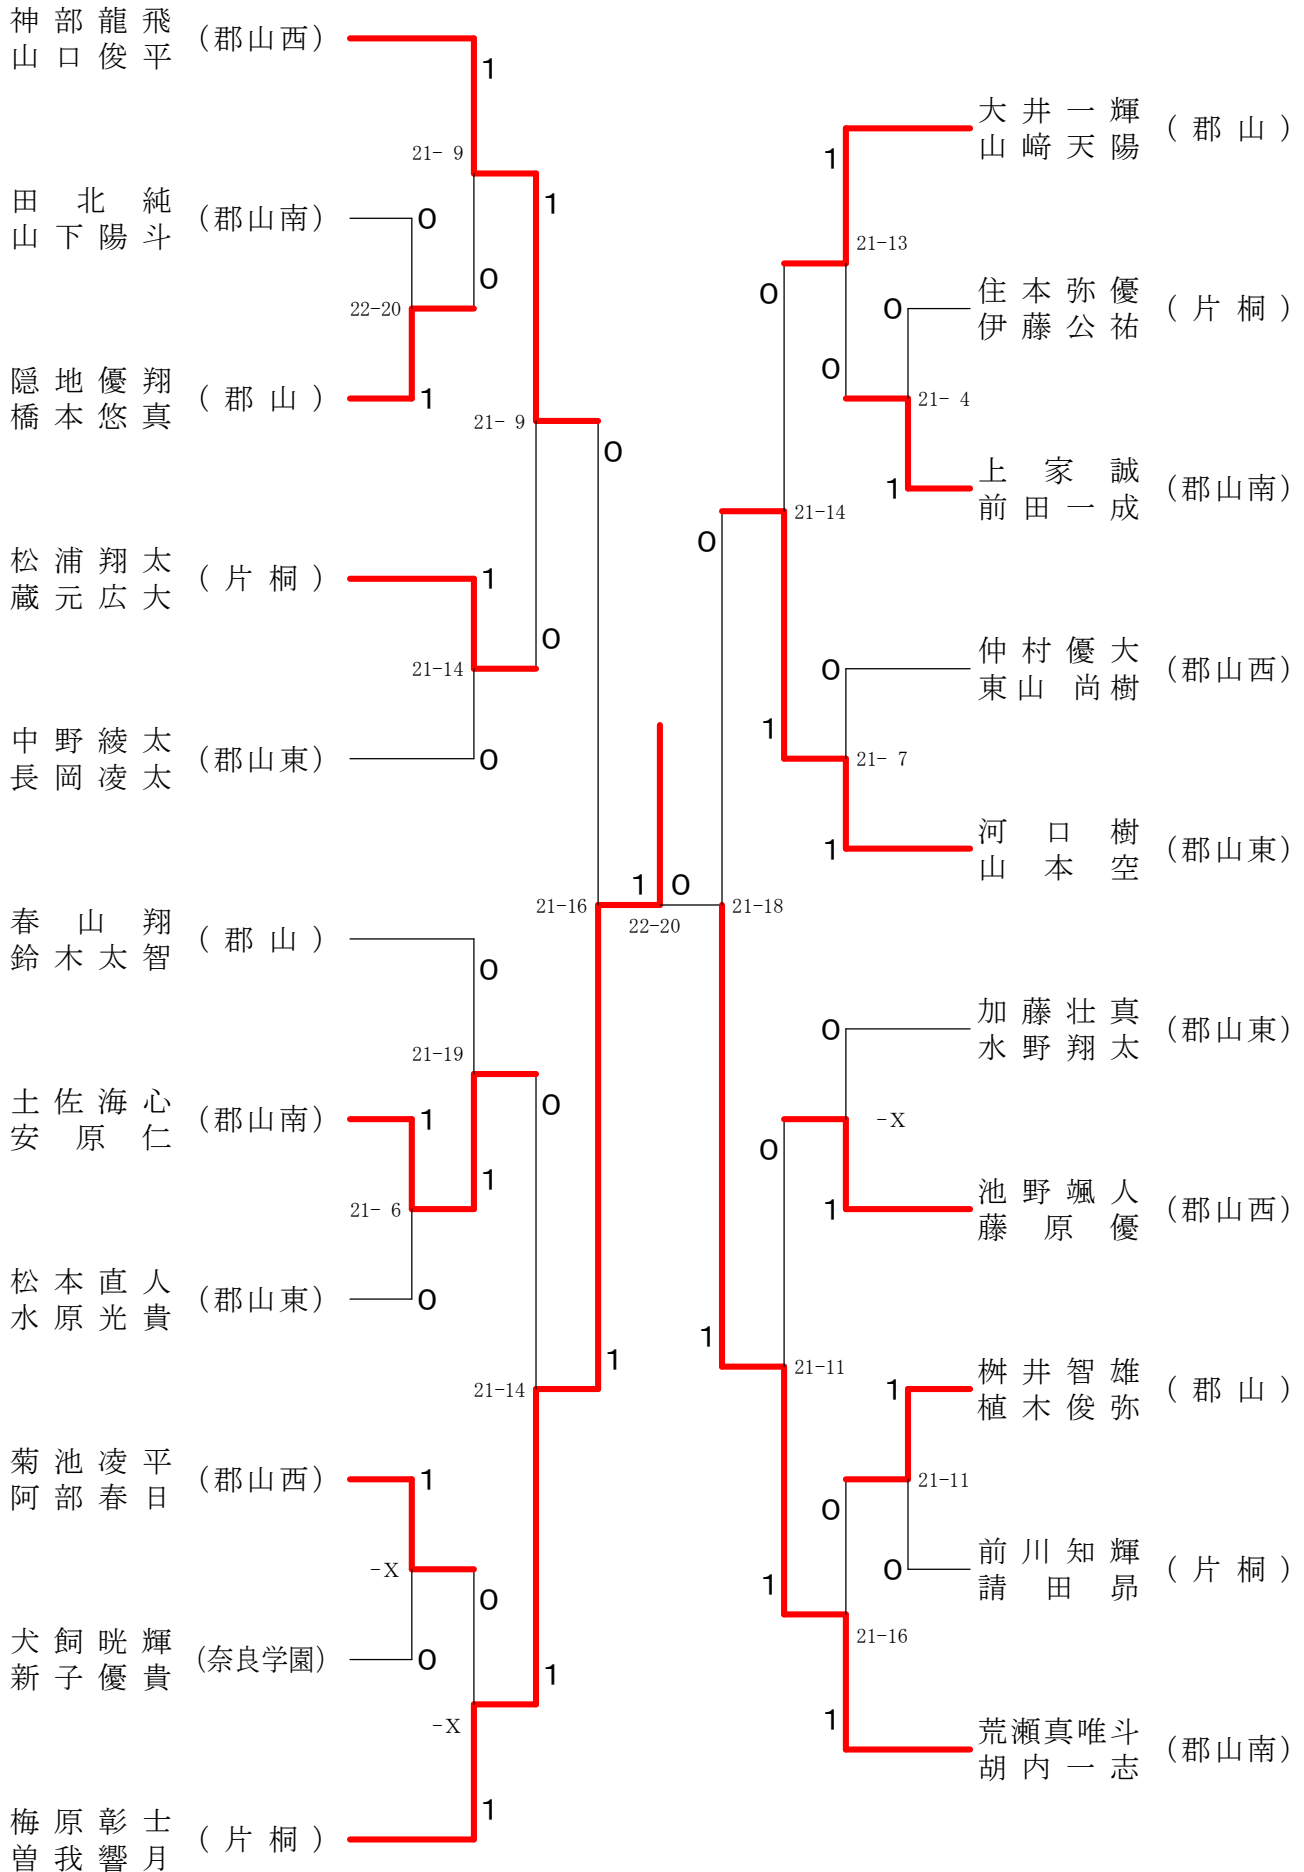 神部龍飛
山口俊平
(郡山西)
1
21- 9
1
田北純
山下陽斗
(郡山南)
0
0
22-20
隠地優翔
橋本悠真
(郡山)
1
21- 9
0
松浦翔太
蔵元広大
(片桐)
1
0
21-14
中野綾太
長岡凌太
(郡山東)
0
21-16
1
0
22-20
春山翔
鈴木太智
(郡山)
0
21-19
0
土佐海心
安原仁
(郡山南)
1
1
21- 6
松本直人
水原光貴
(郡山東)
0
1
21-14
菊池凌平
阿部春日
(郡山西)
1
-X
0
犬飼晄輝
新子優貴
(奈良学園)
0
1
-X
梅原彰士
曽我響月
(片桐)
1
大井一輝
山﨑天陽
(郡山)
1
21-13
0
住本弥優
伊藤公祐
(片桐)
0
0
21- 4
上家誠
前田一成
(郡山南)
1
21-14
0
仲村優大
東山尚樹
(郡山西)
0
1
21- 7
河口樹
山本空
(郡山東)
1
21-18
加藤壮真
水野翔太
(郡山東)
0
-X
0
池野颯人
藤原優
(郡山西)
1
1
21-11
桝井智雄
植木俊弥
(郡山)
1
21-11
0
前川知輝
請田昴
(片桐)
0
1
21-16
荒瀬真唯斗
胡内一志
(郡山南)
1